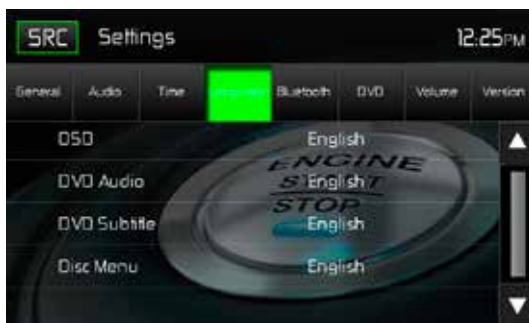 SRC Settings 12:25PM
General Audio Time Language Bluetooth DVD Volume Version
OSD English
DVD Audio English
DVD Subtitle English
Disc Menu English
ENGINE
START
STOP